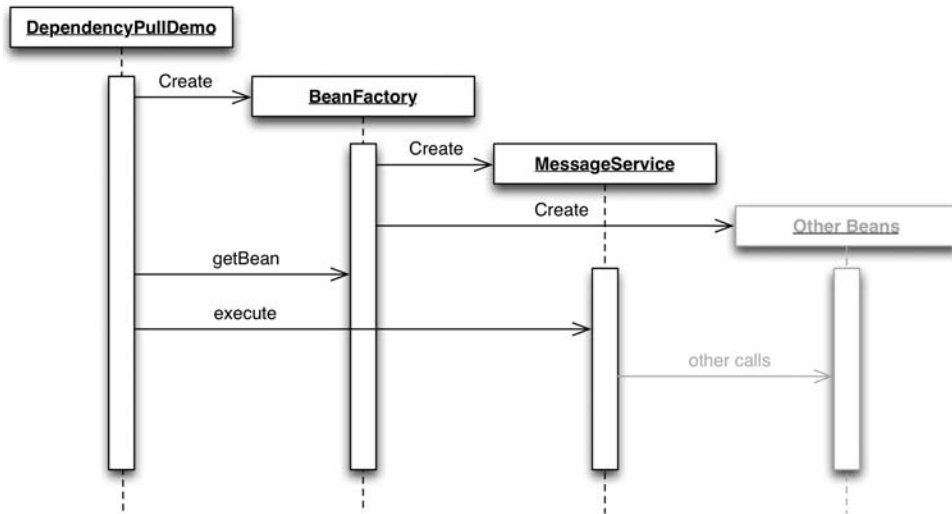 DependencyPullDemo
Create
BeanFactory
Create
MessageService
Create
Other Beans
getBean
execute
other calls